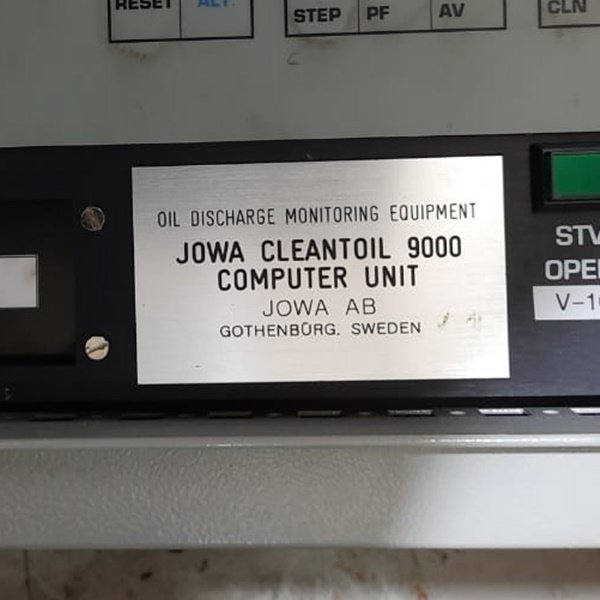 RESET ALT.
STEP PF AV
CLN
OIL DISCHARGE MONITORING EQUIPMENT
JOWA CLEANTOIL 9000
COMPUTER UNIT
JOWA AB
GOTHENBÜRG. SWEDEN
STV
OPE
V-1